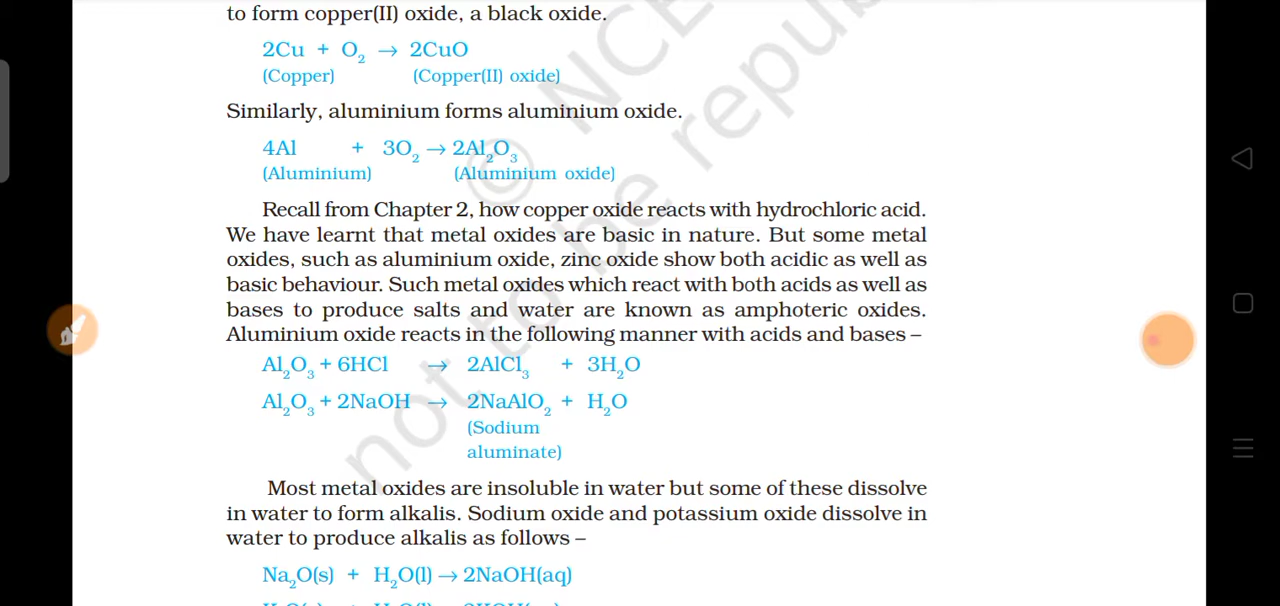 to form copper(II) oxide, a black oxide.
2Cu + O₂ → 2CuO
(Copper) (Copper(II) oxide)
Similarly, aluminium forms aluminium oxide.
4Al + 3O₂ → 2Al₂O₃
(Aluminium) (Aluminium oxide)
Recall from Chapter 2, how copper oxide reacts with hydrochloric acid.
We have learnt that metal oxides are basic in nature. But some metal
oxides, such as aluminium oxide, zinc oxide show both acidic as well as
basic behaviour. Such metal oxides which react with both acids as well as
bases to produce salts and water are known as amphoteric oxides.
Aluminium oxide reacts in the following manner with acids and bases –
Al₂O₃ + 6HCl → 2AlCl₃ + 3H₂O
Al₂O₃ + 2NaOH → 2NaAlO₂ + H₂O
(Sodium
aluminate)
Most metal oxides are insoluble in water but some of these dissolve
in water to form alkalis. Sodium oxide and potassium oxide dissolve in
water to produce alkalis as follows –
Na₂O(s) + H₂O(l) → 2NaOH(aq)
© NCE
not to be repub